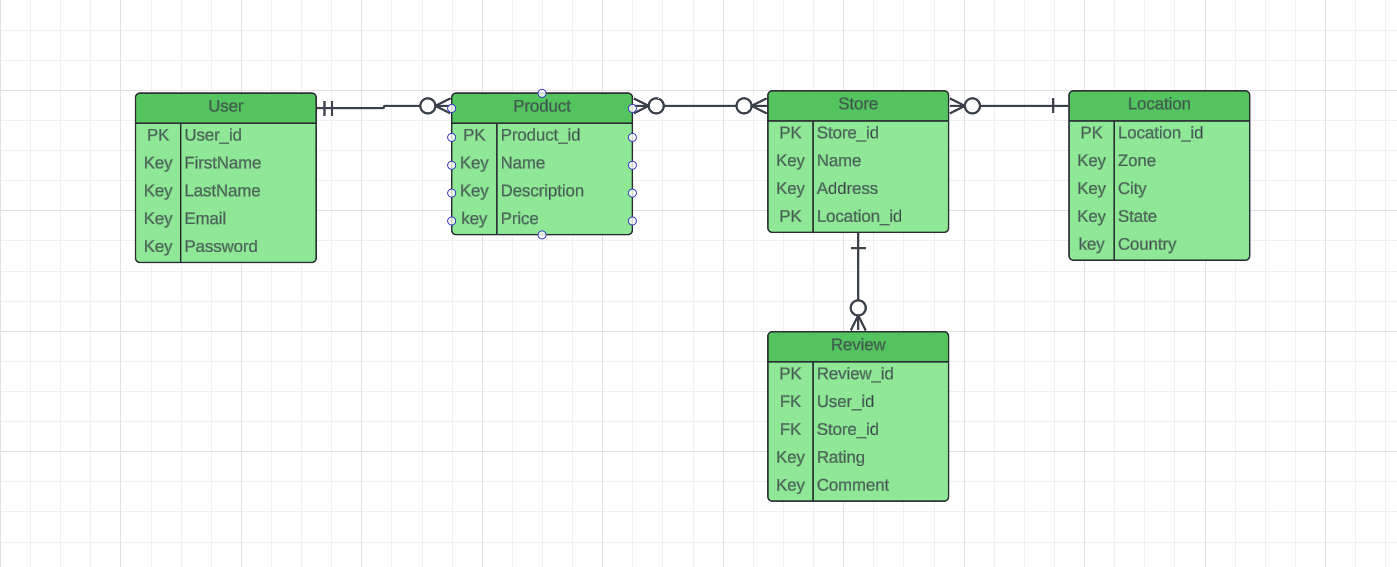 User
PK User_id
Key FirstName
Key LastName
Key Email
Key Password
Product
PK Product_id
Key Name
Key Description
key Price
Store
PK Store_id
Key Name
Key Address
PK Location_id
Location
PK Location_id
Key Zone
Key City
Key State
key Country
Review
PK Review_id
FK User_id
FK Store_id
Key Rating
Key Comment